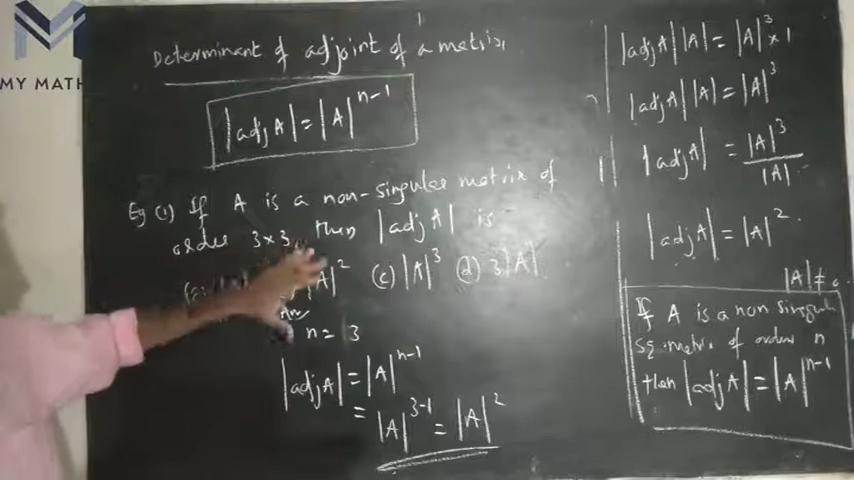 MY MATH
Determinant of adjoint of a matrix
|adj A| = |A|^{n-1}
Eg (1) If A is a non-singular matrix of
order 3×3, then |adj A| is
|A|^2 (c) |A|^3 (d) 3|A|
n = 3
|adj A| = |A|^{n-1}
= |A|^{3-1} = |A|^2
|adj A| |A| = |A|^3 × 1
|adj A| |A| = |A|^3
|adj A| = |A|^3 / |A|
|adj A| = |A|^2
|A| ≠ 0
If A is a non singular
sq. matrix of order n
then |adj A| = |A|^{n-1}